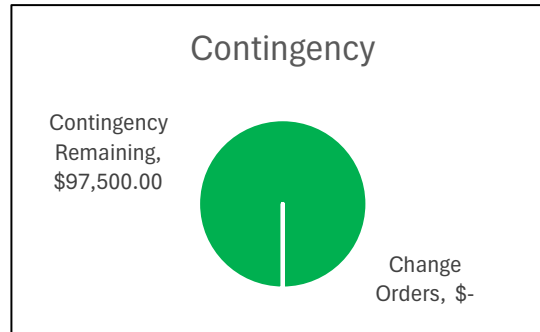 Contingency
Contingency
Remaining,
$97,500.00
Change
Orders, $-